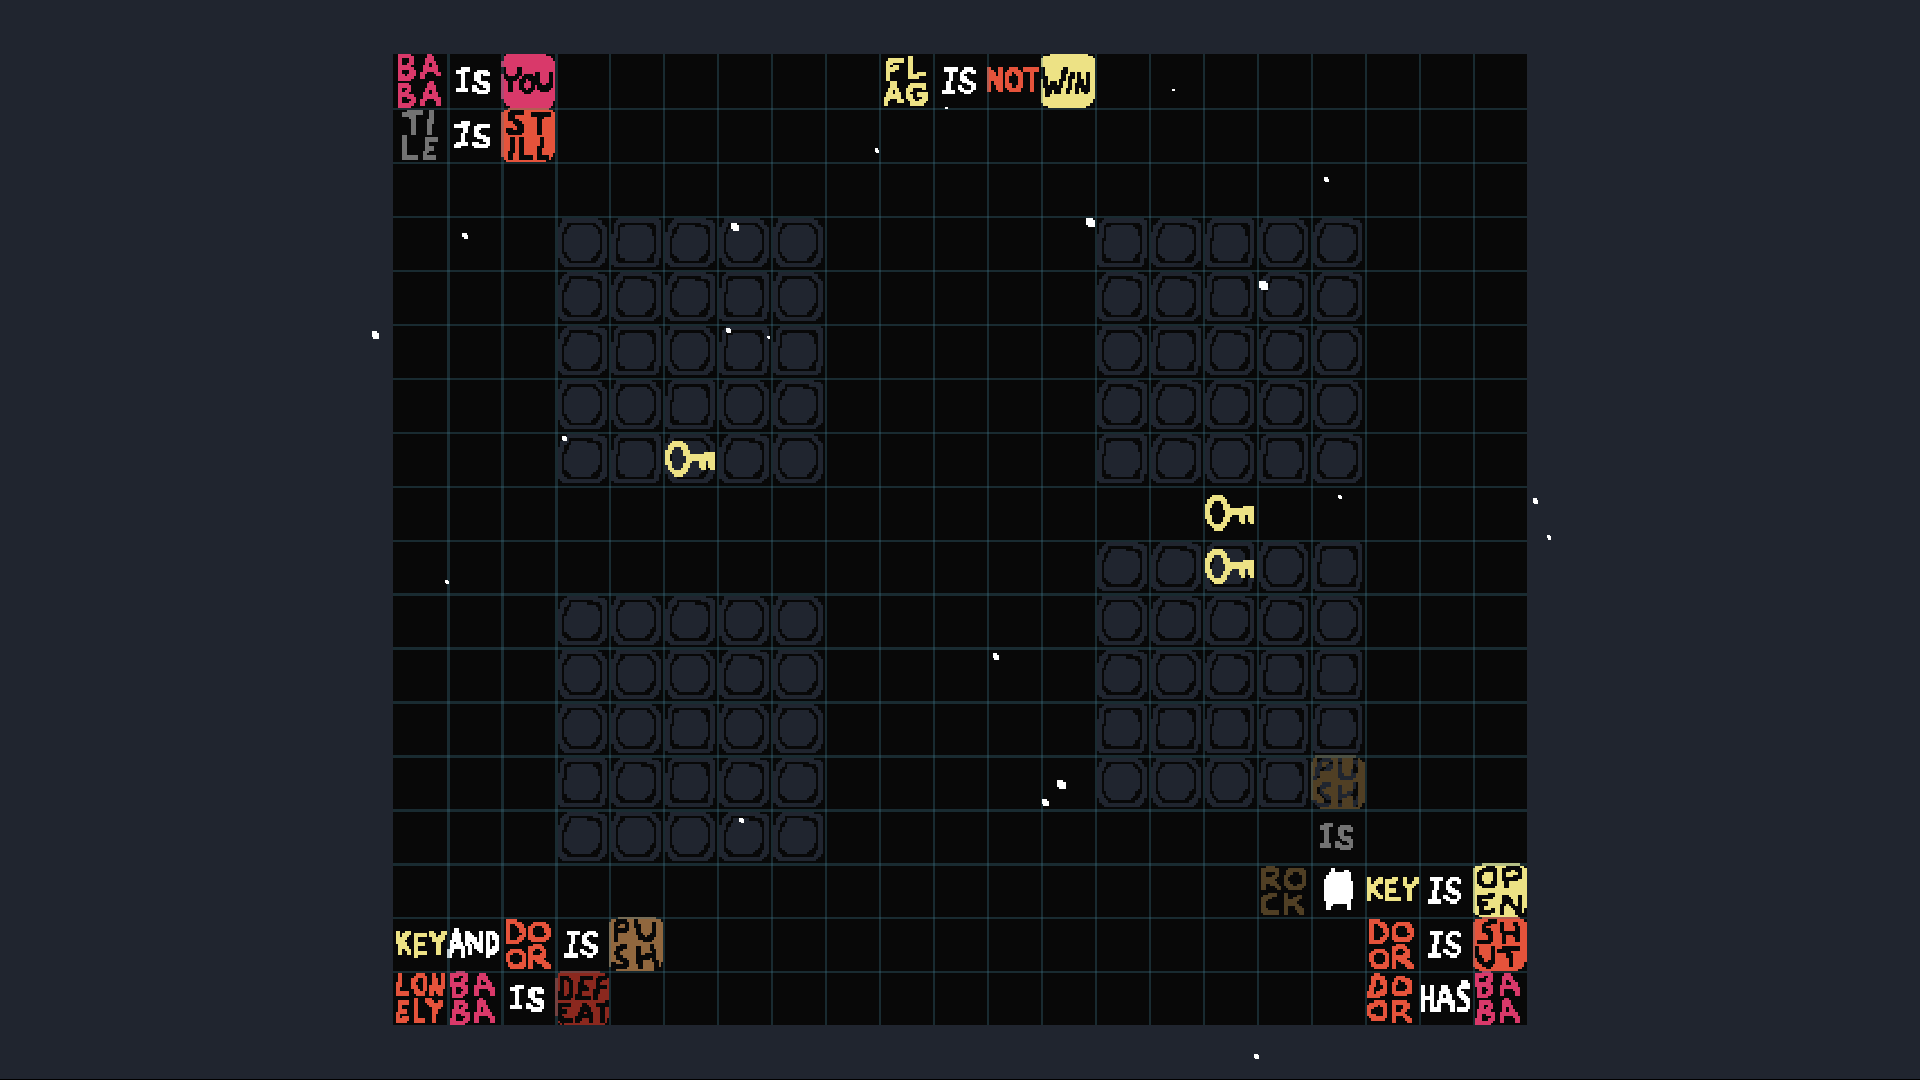 BABA IS YOU FLAG IS NOT WIN
TILE IS STILL
PUSH
IS
ROCK KEY IS OPEN
KEY AND DOOR IS PUSH DOOR IS SHUT
LONELY BABA IS DEFEAT DOOR HAS BABA